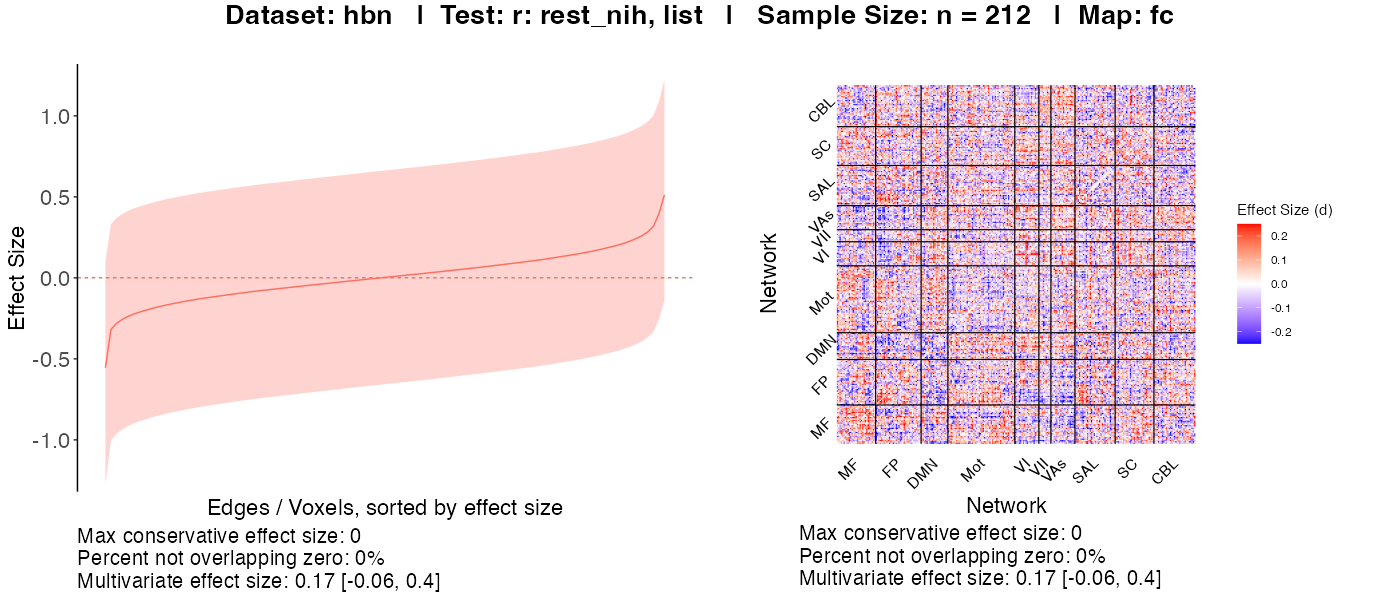 Dataset: hbn | Test: r: rest_nih, list | Sample Size: n = 212 | Map: fc
Effect Size
1.0
0.5
0.0
-0.5
-1.0
Edges / Voxels, sorted by effect size
Max conservative effect size: 0
Percent not overlapping zero: 0%
Multivariate effect size: 0.17 [-0.06, 0.4]
Network
CBL
SC
SAL
VAs
VII
VI
Mot
DMN
FP
MF
MF
FP
DMN
Mot
VI
VII
VAs
SAL
SC
CBL
Network
Effect Size (d)
0.2
0.1
0.0
-0.1
-0.2
Max conservative effect size: 0
Percent not overlapping zero: 0%
Multivariate effect size: 0.17 [-0.06, 0.4]